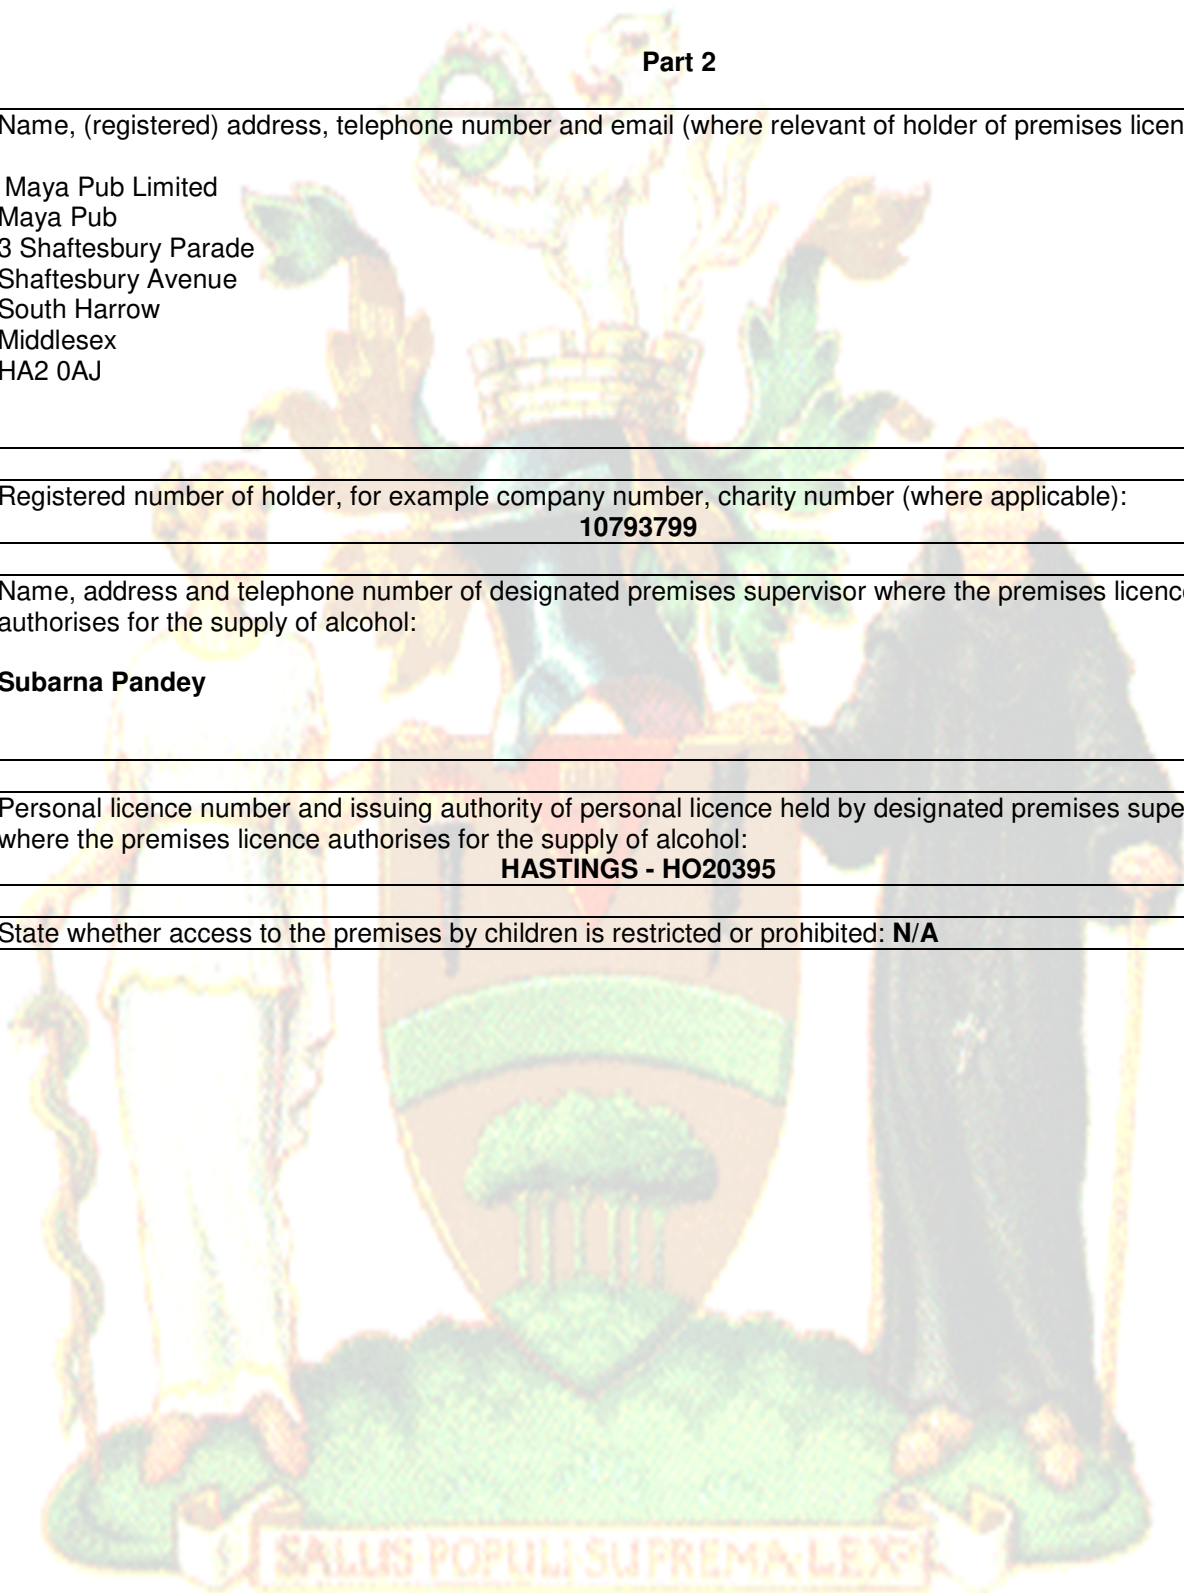 Part 2
Name, (registered) address, telephone number and email (where relevant of holder of premises licen
Maya Pub Limited
Maya Pub
3 Shaftesbury Parade
Shaftesbury Avenue
South Harrow
Middlesex
HA2 0AJ
Registered number of holder, for example company number, charity number (where applicable):
10793799
Name, address and telephone number of designated premises supervisor where the premises licence
authorises for the supply of alcohol:
Subarna Pandey
Personal licence number and issuing authority of personal licence held by designated premises supe
where the premises licence authorises for the supply of alcohol:
HASTINGS - HO20395
State whether access to the premises by children is restricted or prohibited: N/A
SALUS POPULI SUPREMA LEX